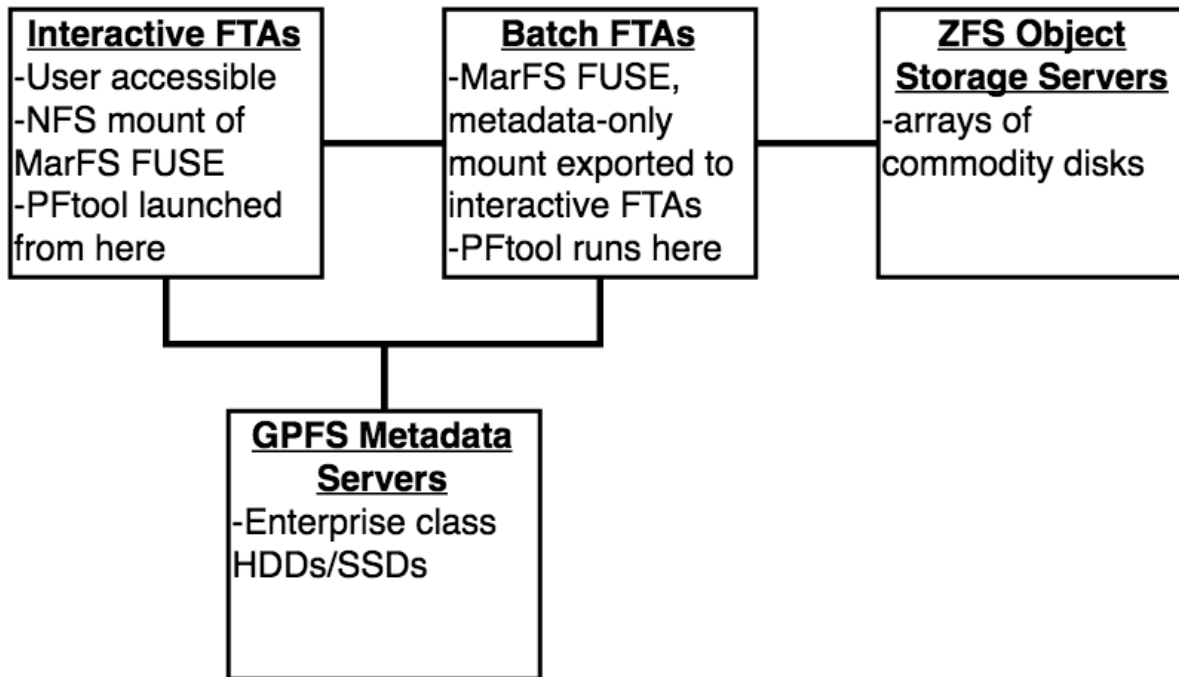 Interactive FTAs
-User accessible
-NFS mount of
MarFS FUSE
-PFtool launched
from here
Batch FTAs
-MarFS FUSE,
metadata-only
mount exported to
interactive FTAs
-PFtool runs here
ZFS Object
Storage Servers
-arrays of
commodity disks
GPFS Metadata
Servers
-Enterprise class
HDDs/SSDs